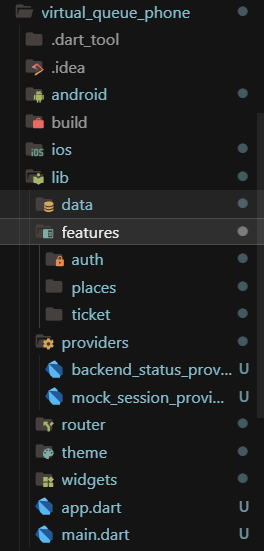 virtual_queue_phone
.dart_tool
.idea
android
build
iOS ios
lib
data
features
auth
places
ticket
providers
backend_status_prov... U
mock_session_provi... U
router
theme
widgets
app.dart U
main.dart U